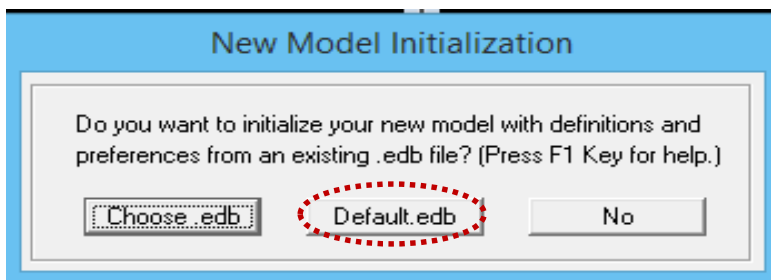 New Model Initialization
Do you want to initialize your new model with definitions and
preferences from an existing .edb file? (Press F1 Key for help.)
Choose .edb
Default.edb
No